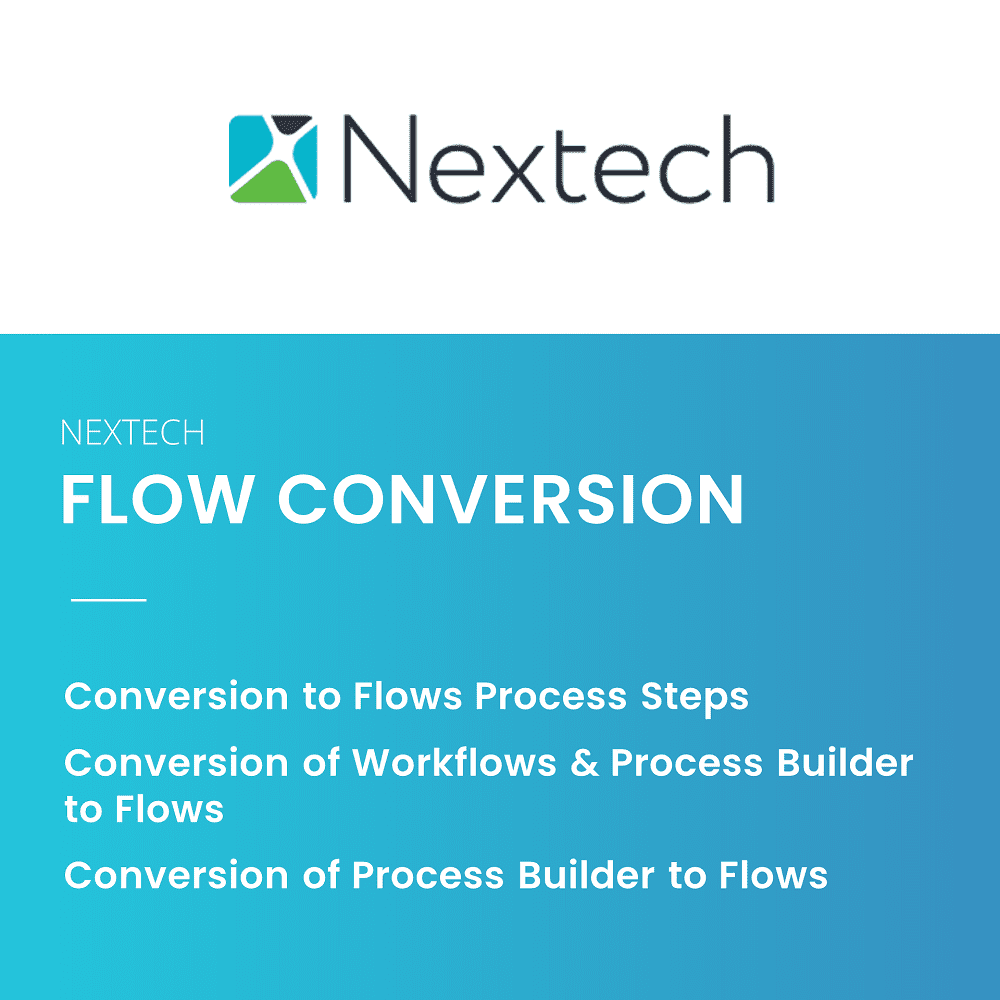 Nextech
NEXTECH
FLOW CONVERSION
Conversion to Flows Process Steps
Conversion of Workflows & Process Builder
to Flows
Conversion of Process Builder to Flows